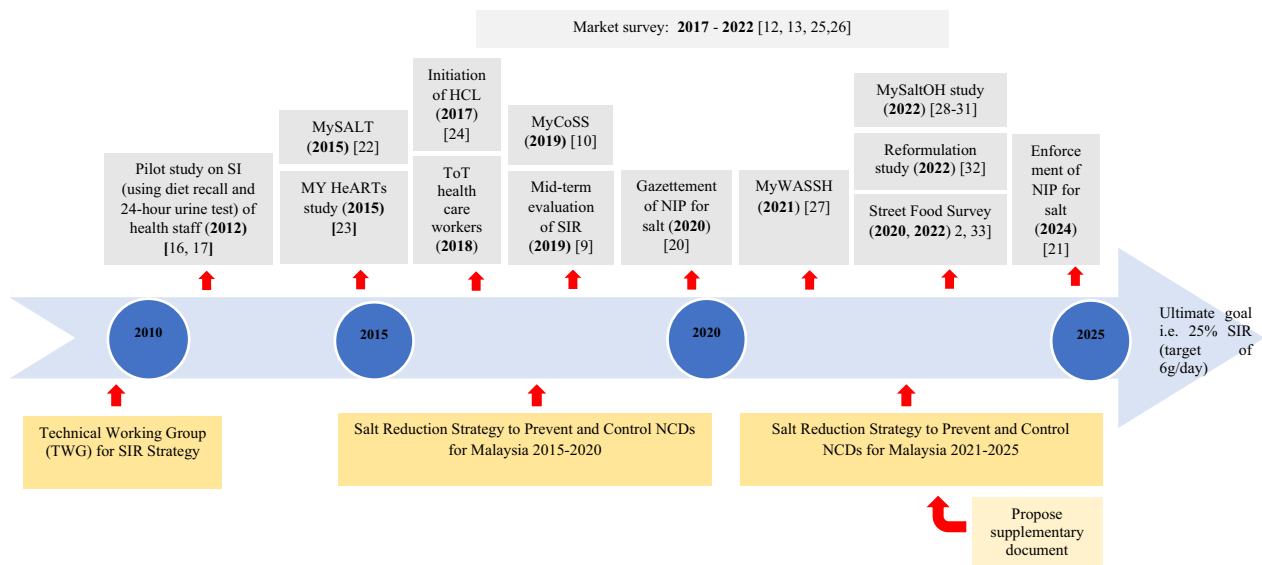 Market survey: 2017 - 2022 [12, 13, 25,26]
Pilot study on SI
(using diet recall and
24-hour urine test) of
health staff (2012)
[16, 17]
MySALT
(2015) [22]
MY HeARTs
study (2015)
[23]
Initiation
of HCL
(2017)
[24]
ToT
health
care
workers
(2018)
MyCoSS
(2019) [10]
Mid-term
evaluation
of SIR
(2019) [9]
Gazettement
of NIP for
salt (2020)
[20]
MyWASSH
(2021) [27]
MySaltOH study
(2022) [28-31]
Reformulation
study (2022) [32]
Street Food Survey
(2020, 2022) 2, 33]
Enforce
ment of
NIP for
salt
(2024)
[21]
2010
2015
2020
2025
Ultimate goal
i.e. 25% SIR
(target of
6g/day)
Technical Working Group
(TWG) for SIR Strategy
Salt Reduction Strategy to Prevent and Control NCDs
for Malaysia 2015-2020
Salt Reduction Strategy to Prevent and Control
NCDs for Malaysia 2021-2025
Propose
supplementary
document